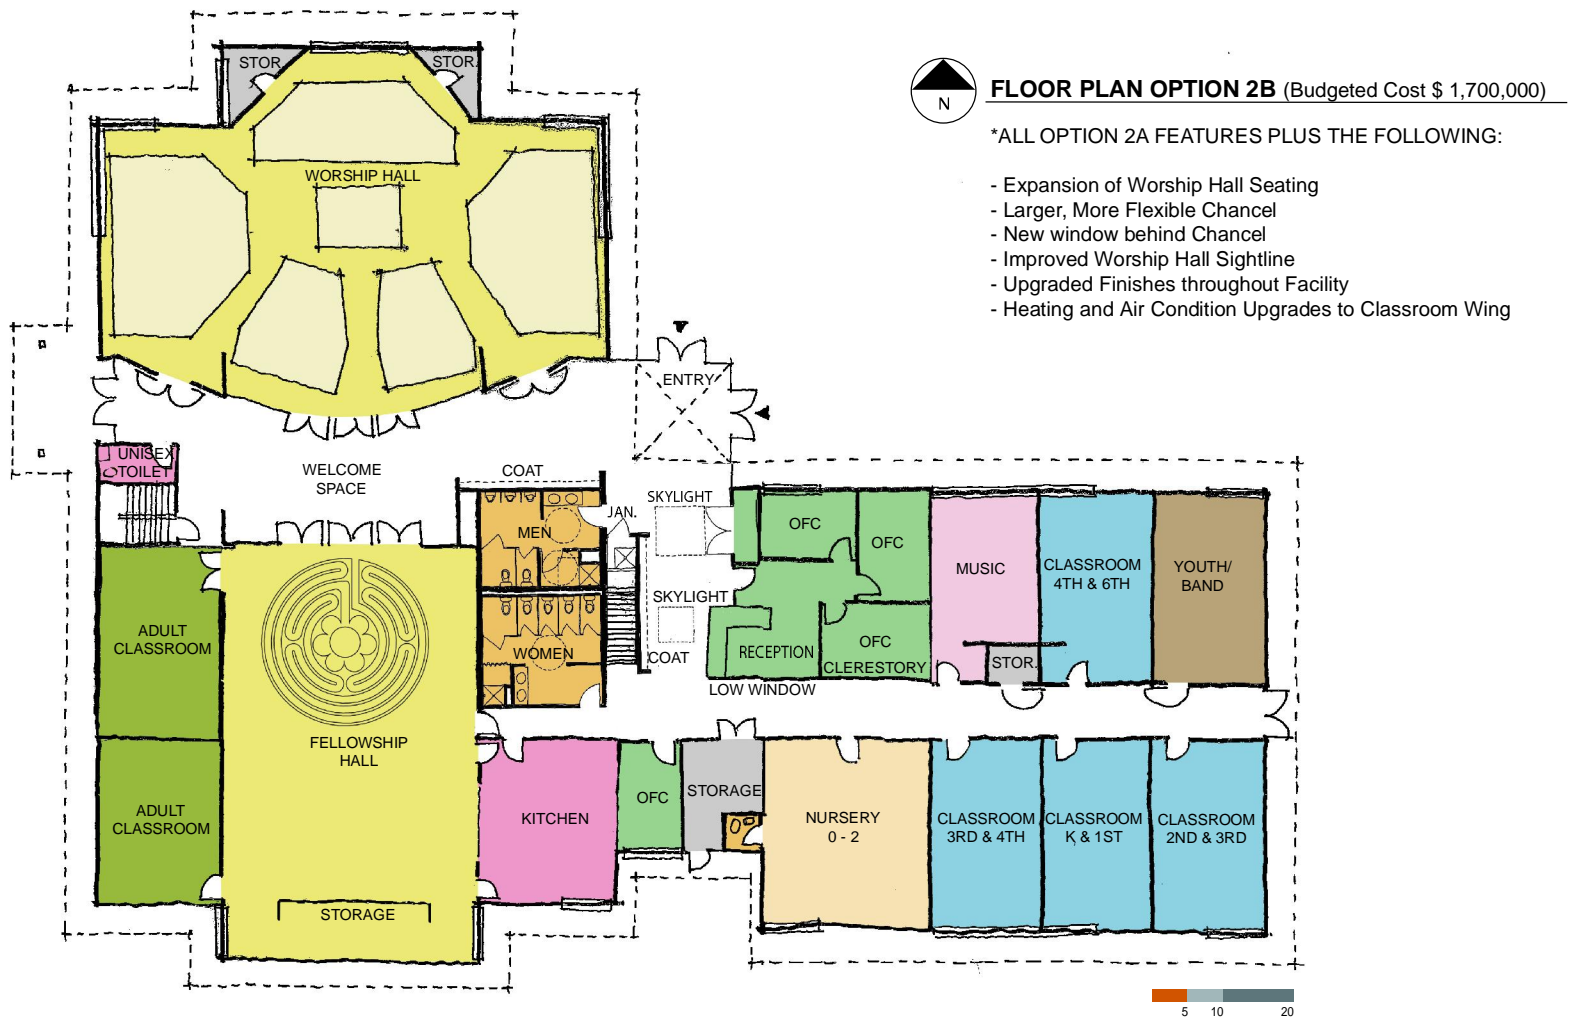 FLOOR PLAN OPTION 2B (Budgeted Cost $ 1,700,000)
N
*ALL OPTION 2A FEATURES PLUS THE FOLLOWING:
- Expansion of Worship Hall Seating
- Larger, More Flexible Chancel
- New window behind Chancel
- Improved Worship Hall Sightline
- Upgraded Finishes throughout Facility
- Heating and Air Condition Upgrades to Classroom Wing
STOR.
STOR.
WORSHIP HALL
ENTRY
UNISEX
TOILET
WELCOME
SPACE
COAT
SKYLIGHT
JAN.
MEN
OFC
OFC
MUSIC
CLASSROOM
4TH & 6TH
YOUTH/
BAND
SKYLIGHT
ADULT
CLASSROOM
WOMEN
COAT
RECEPTION
OFC
CLERESTORY
STOR.
LOW WINDOW
FELLOWSHIP
HALL
ADULT
CLASSROOM
KITCHEN
OFC
STORAGE
NURSERY
0 - 2
CLASSROOM
3RD & 4TH
CLASSROOM
K & 1ST
CLASSROOM
2ND & 3RD
STORAGE
5 10 20